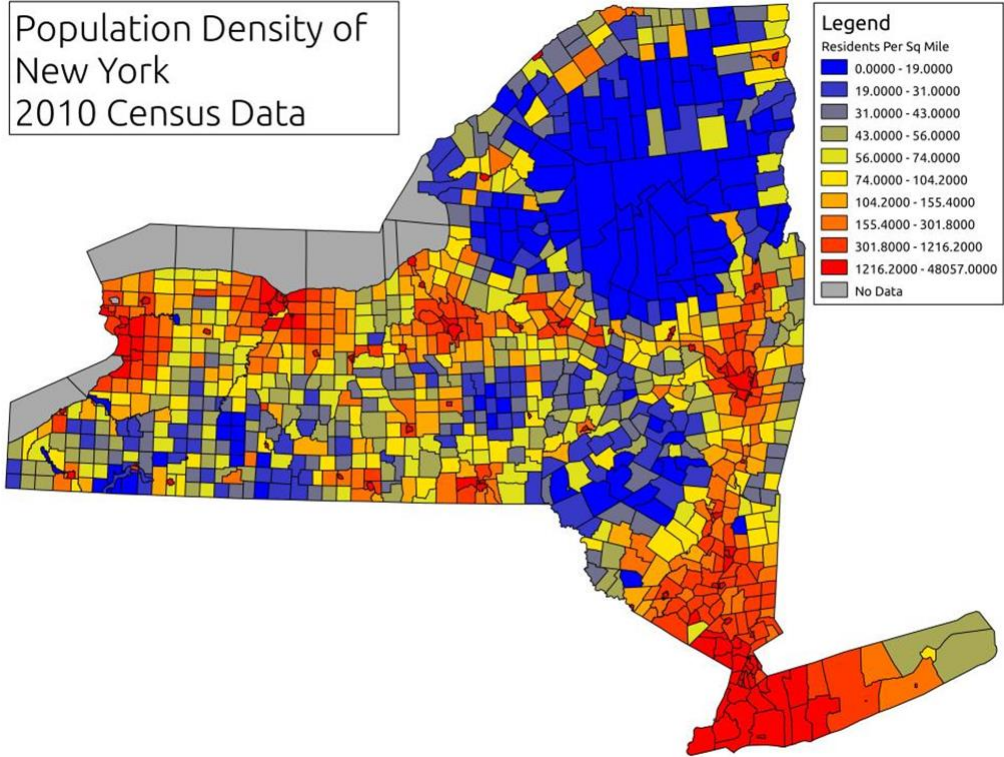 Population Density of
New York
2010 Census Data
Legend
Residents Per Sq Mile
0.0000 - 19.0000
19.0000 - 31.0000
31.0000 - 43.0000
43.0000 - 56.0000
56.0000 - 74.0000
74.0000 - 104.2000
104.2000 - 155.4000
155.4000 - 301.8000
301.8000 - 1216.2000
1216.2000 - 48057.0000
No Data